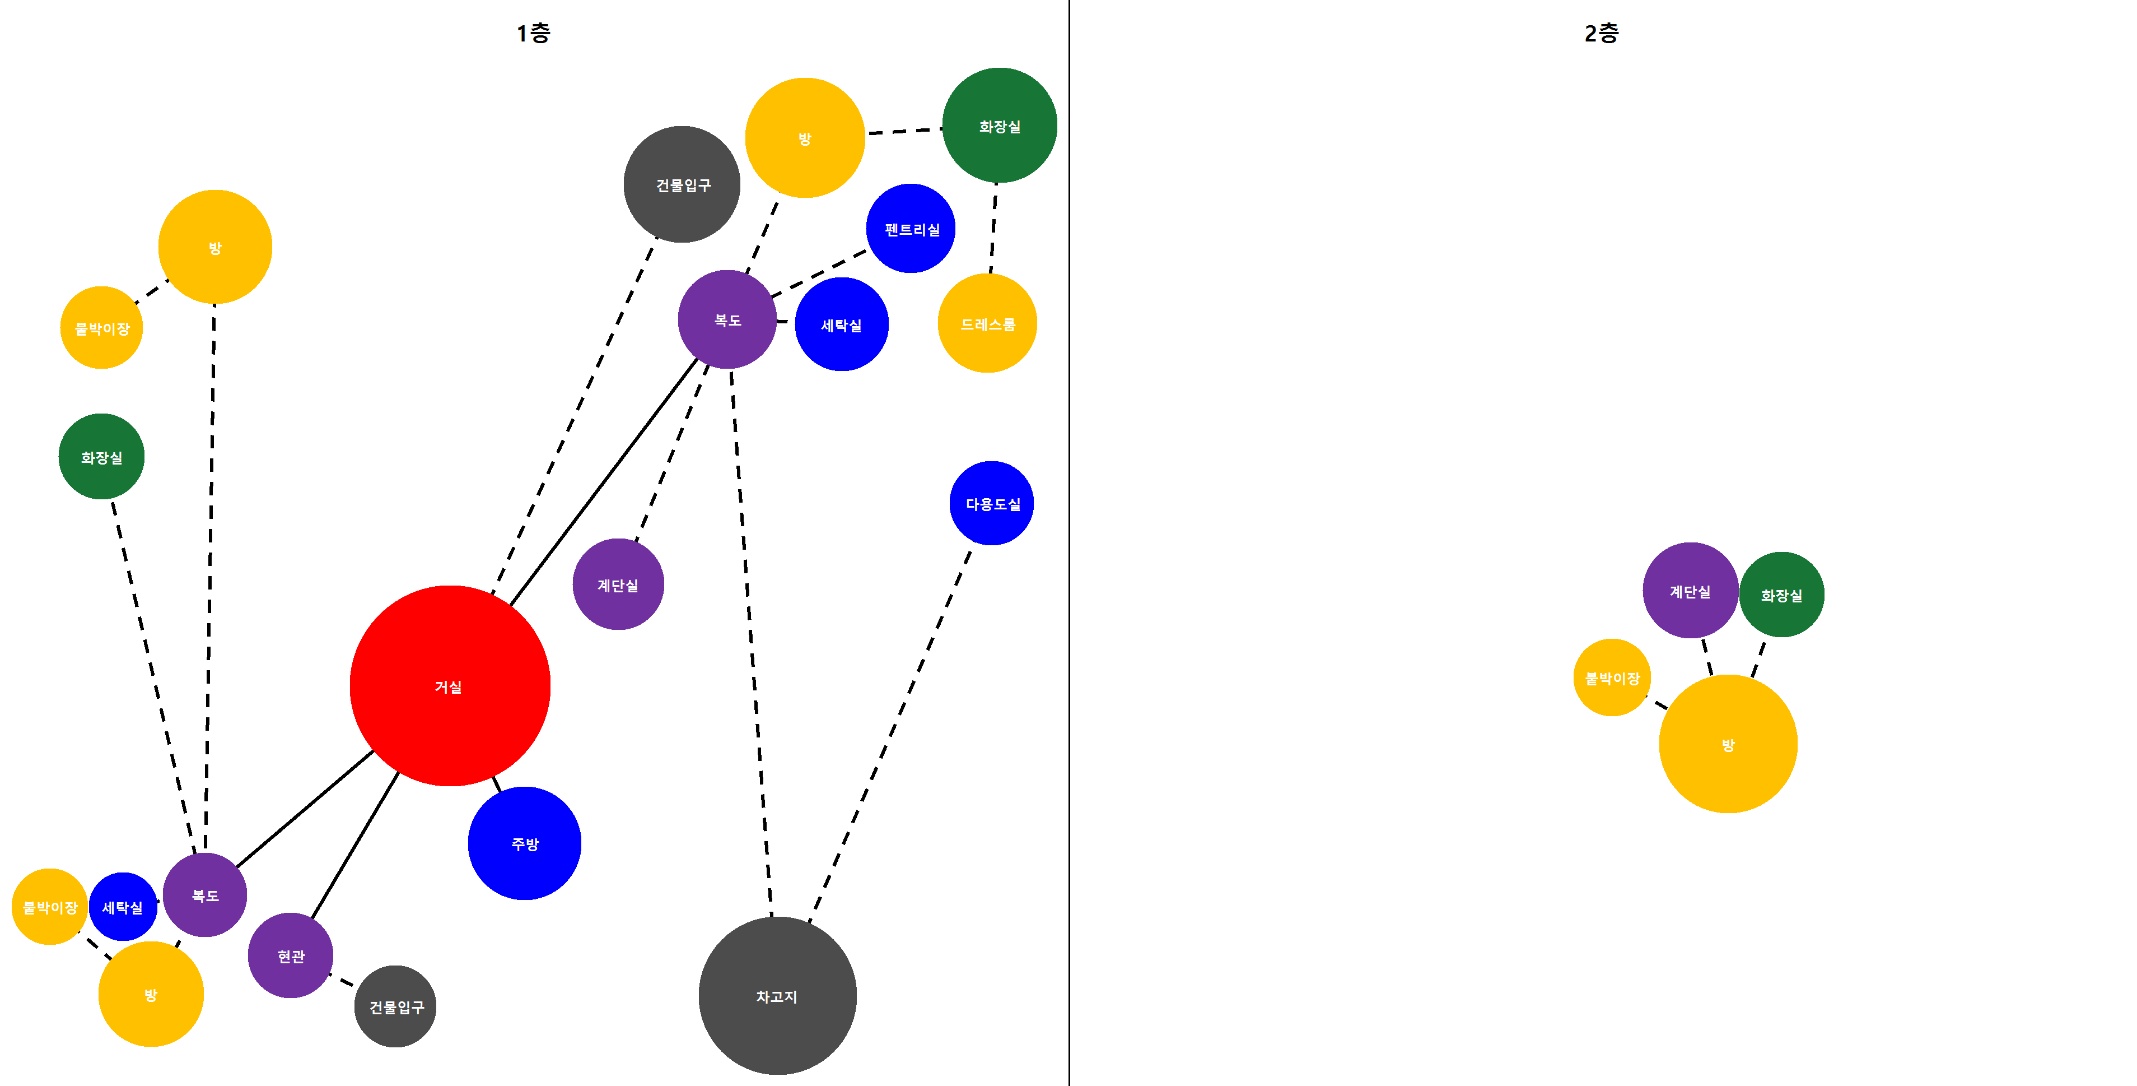 1층
2층
방
화장실
건물입구
펜트리실
방
복도
세탁실
드레스룸
붙박이장
화장실
다용도실
계단실
계단실
화장실
붙박이장
거실
방
주방
복도
붙박이장
세탁실
현관
방
차고지
건물입구